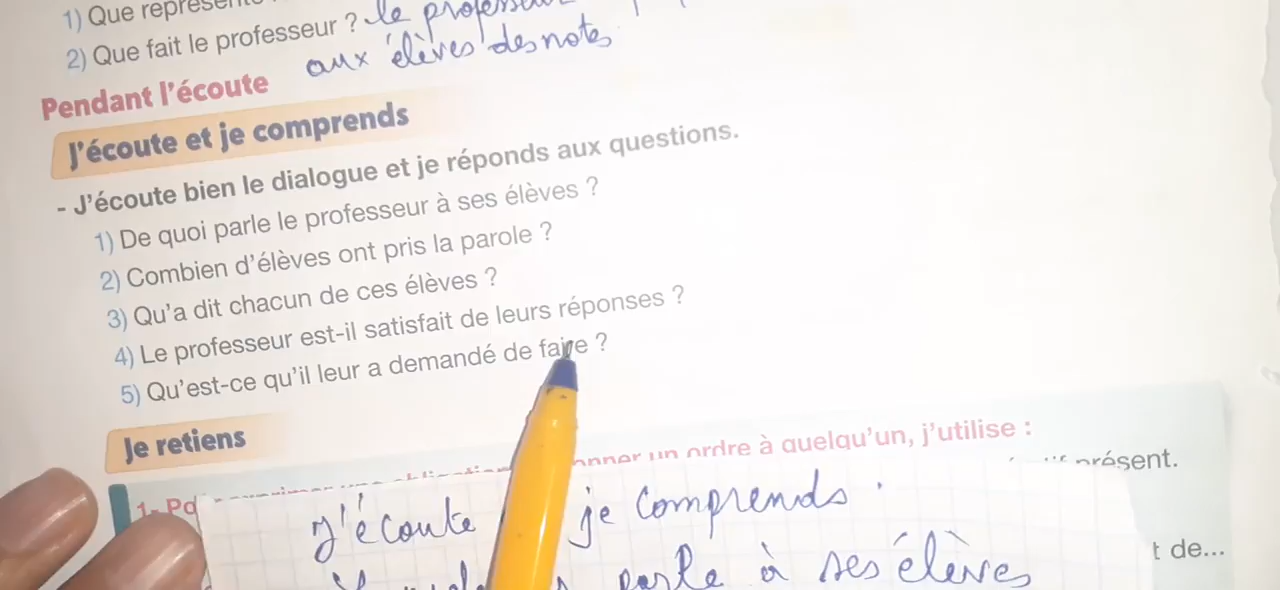 1) Que
2) Que fait le professeur ? le
aux élèves des notes
Pendant l'écoute
J'écoute et je comprends
- J'écoute bien le dialogue et je réponds aux questions.
1) De quoi parle le professeur à ses élèves ?
2) Combien d'élèves ont pris la parole ?
3) Qu'a dit chacun de ces élèves ?
4) Le professeur est-il satisfait de leurs réponses ?
5) Qu'est-ce qu'il leur a demandé de faire ?
Je retiens
un ordre à quelqu'un, j'utilise :
présent.
J'écoute je comprends.
t de...
parle à ses élèves